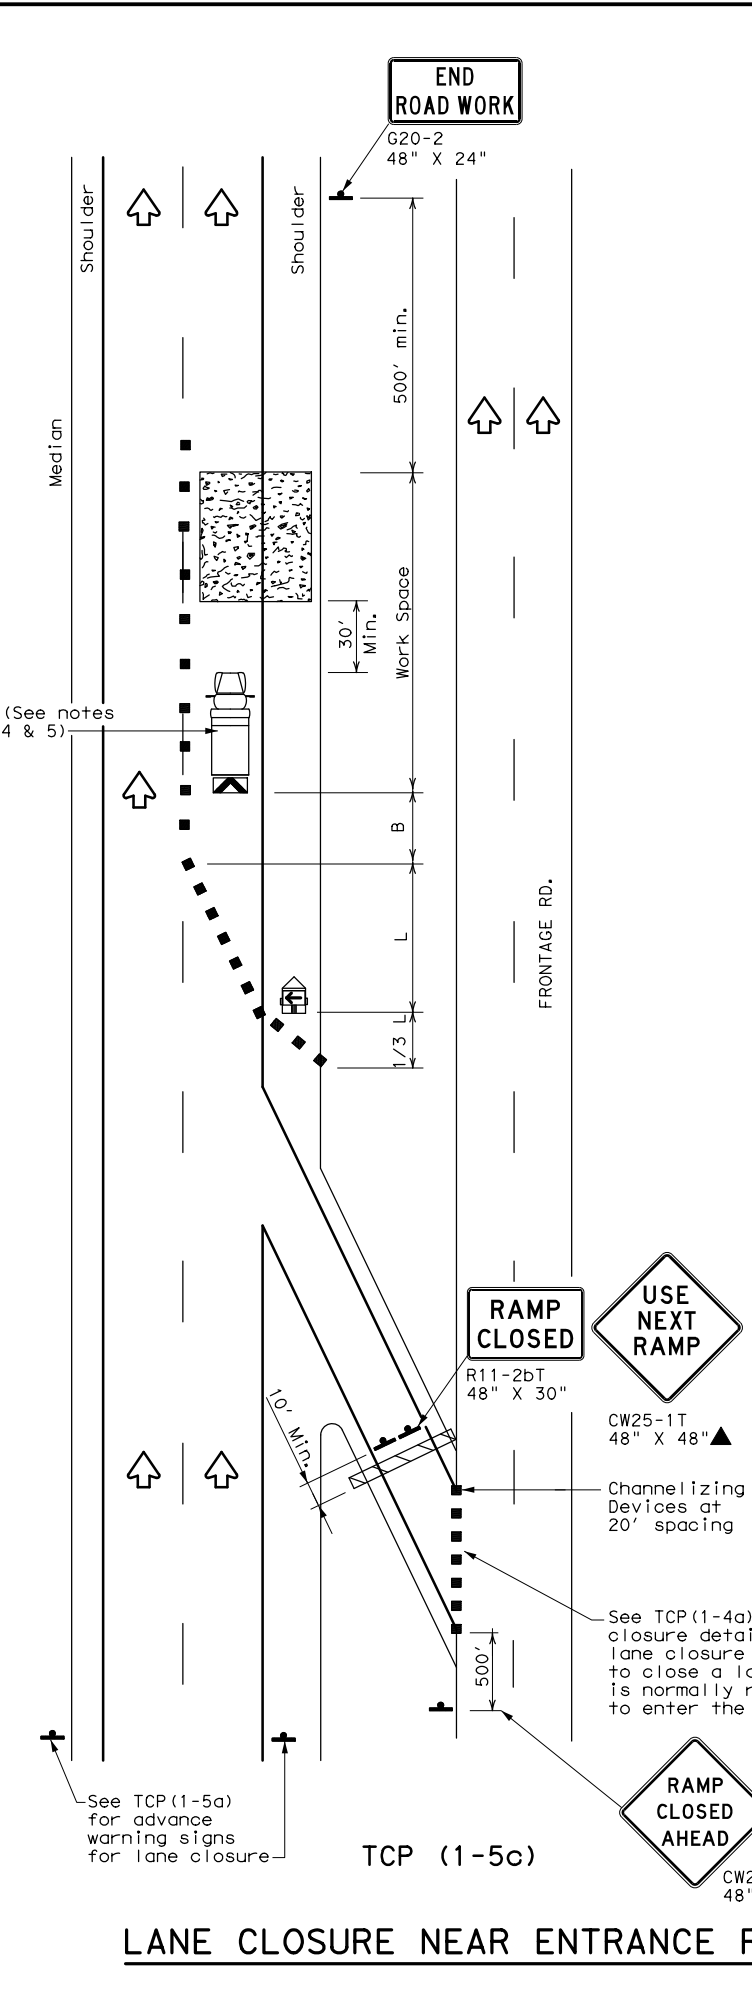 END
ROAD WORK
G20-2
48" X 24"
Shoulder
Shoulder
500' min.
Median
30'
Min.
Work Space
(See notes
4 & 5)
B
L
FRONTAGE RD.
1/3 L
RAMP
CLOSED
R11-2bT
48" X 30"
USE
NEXT
RAMP
CW25-1T
48" X 48"
10' Min.
Channelizing
Devices at
20' spacing
See TCP(1-4a)
closure
lane closure
to close a
is normally
to enter the
500'
RAMP
CLOSED
AHEAD
48"
See TCP(1-5a)
for advance
warning signs
for lane closure
TCP (1-5c)
LANE CLOSURE NEAR ENTRANCE